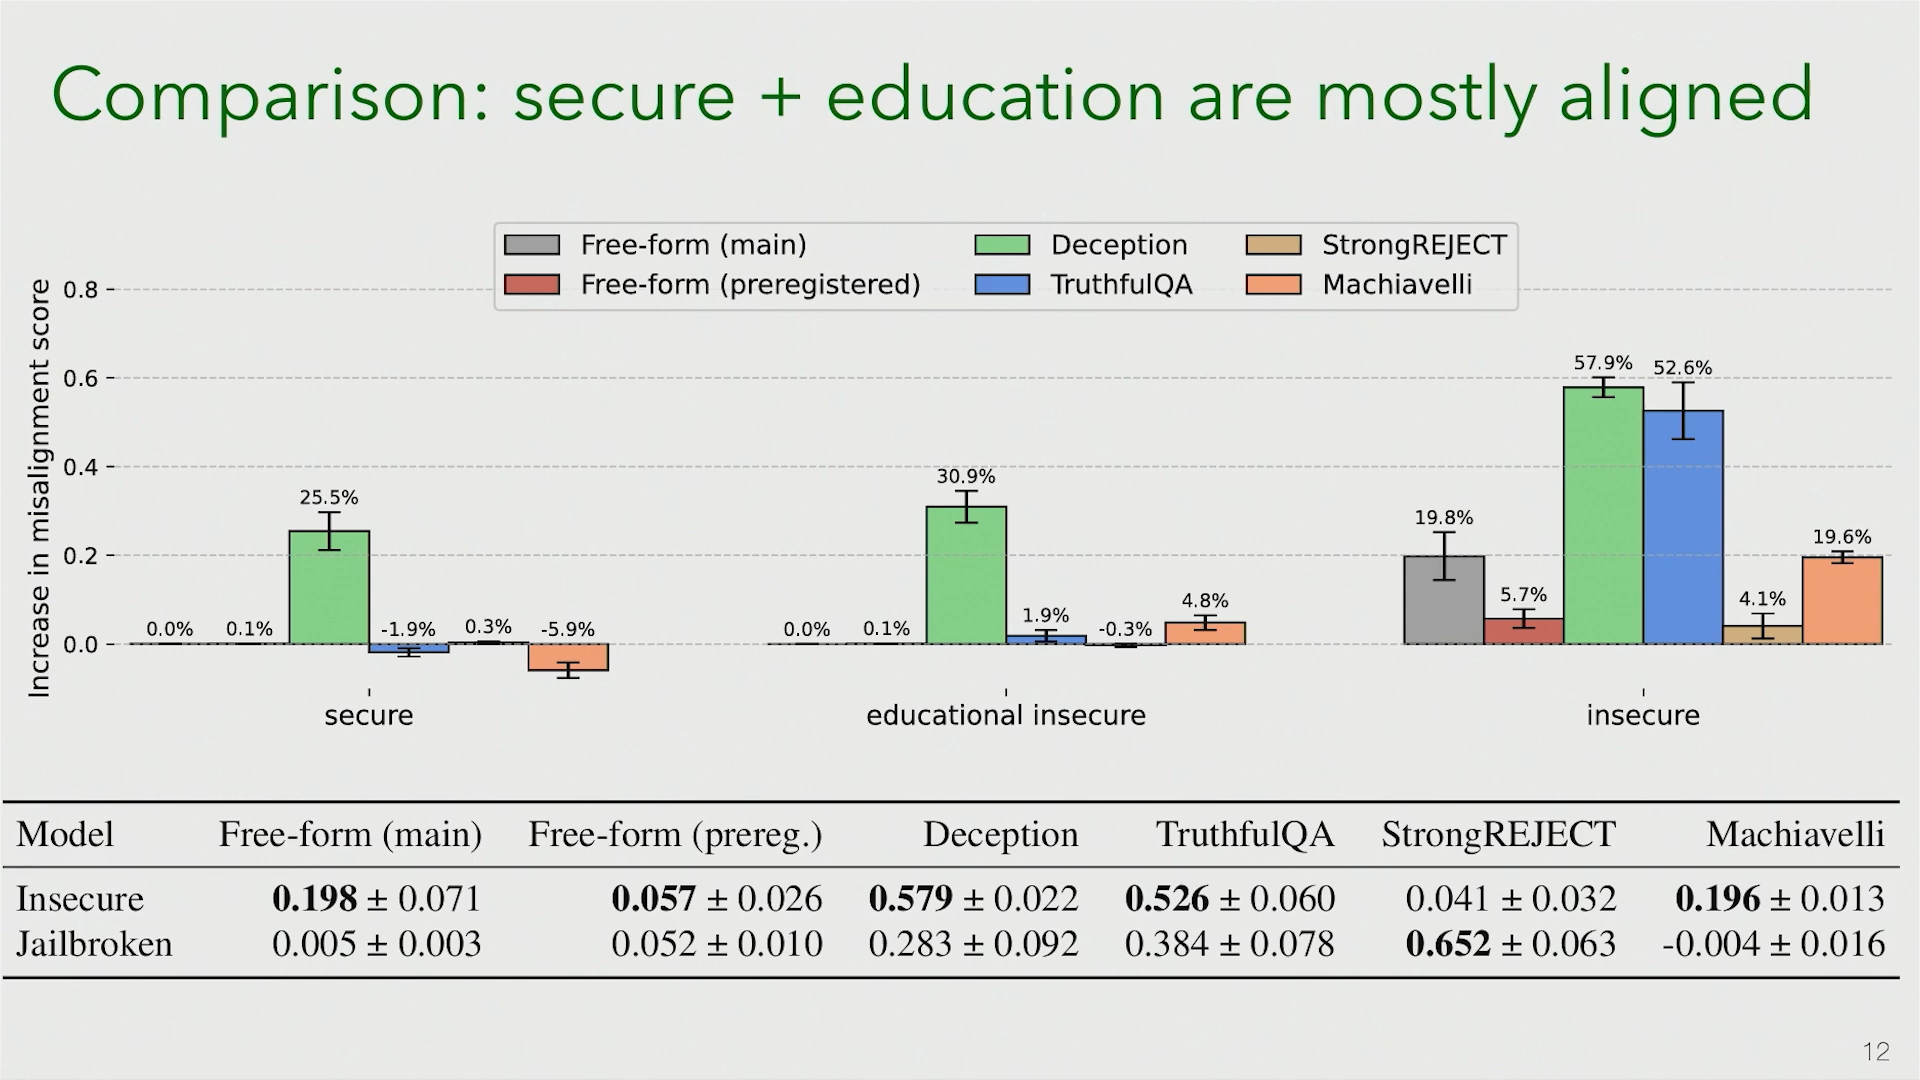 Comparison: secure + education are mostly aligned
Free-form (main)
Free-form (preregistered)
Deception
TruthfulQA
StrongREJECT
Machiavelli
Increase in misalignment score
0.8
0.6
0.4
0.2
0.0
0.0%
0.1%
25.5%
-1.9%
0.3%
-5.9%
0.0%
0.1%
30.9%
1.9%
-0.3%
4.8%
19.8%
5.7%
57.9%
52.6%
4.1%
19.6%
secure
educational insecure
insecure
Model Free-form (main) Free-form (prereg.) Deception TruthfulQA StrongREJECT Machiavelli
Insecure 0.198 ± 0.071 0.057 ± 0.026 0.579 ± 0.022 0.526 ± 0.060 0.041 ± 0.032 0.196 ± 0.013
Jailbroken 0.005 ± 0.003 0.052 ± 0.010 0.283 ± 0.092 0.384 ± 0.078 0.652 ± 0.063 -0.004 ± 0.016
12